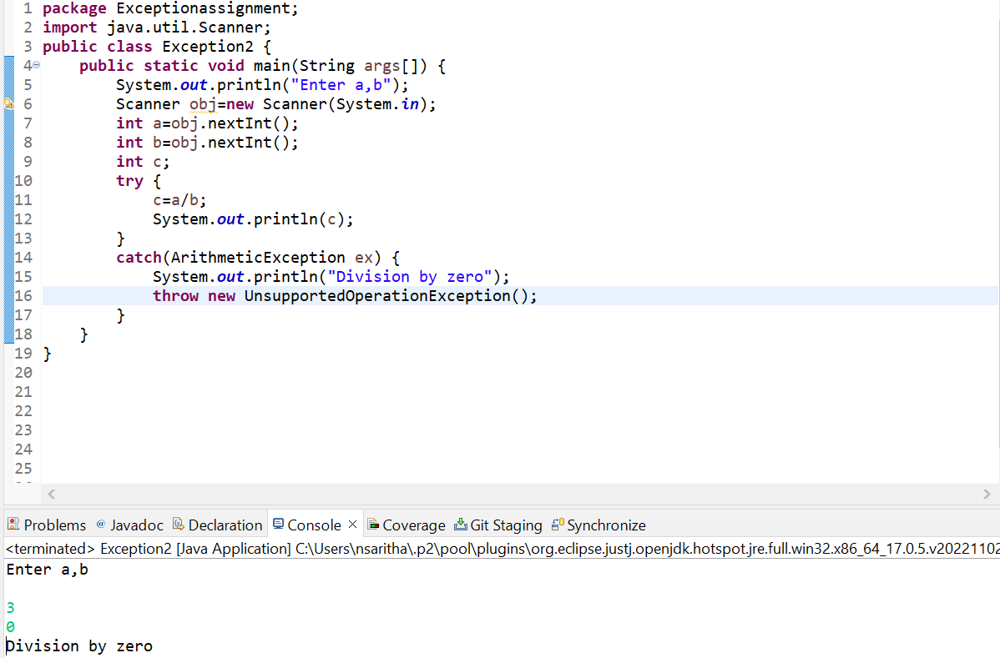 1 package Exceptionassignment;
2 import java.util.Scanner;
3 public class Exception2 {
4     public static void main(String args[]) {
5         System.out.println("Enter a,b");
6         Scanner obj=new Scanner(System.in);
7         int a=obj.nextInt();
8         int b=obj.nextInt();
9         int c;
10         try {
11             c=a/b;
12             System.out.println(c);
13         }
14         catch(ArithmeticException ex) {
15             System.out.println("Division by zero");
16             throw new UnsupportedOperationException();
17         }
18     }
19 }
20
21
22
23
24
25
Problems @ Javadoc Declaration Console × Coverage Git Staging Synchronize
<terminated> Exception2 [Java Application] C:\Users\nsaritha\.p2\pool\plugins\org.eclipse.justj.openjdk.hotspot.jre.full.win32.x86_64_17.0.5.v20221102
Enter a,b
3
0
Division by zero